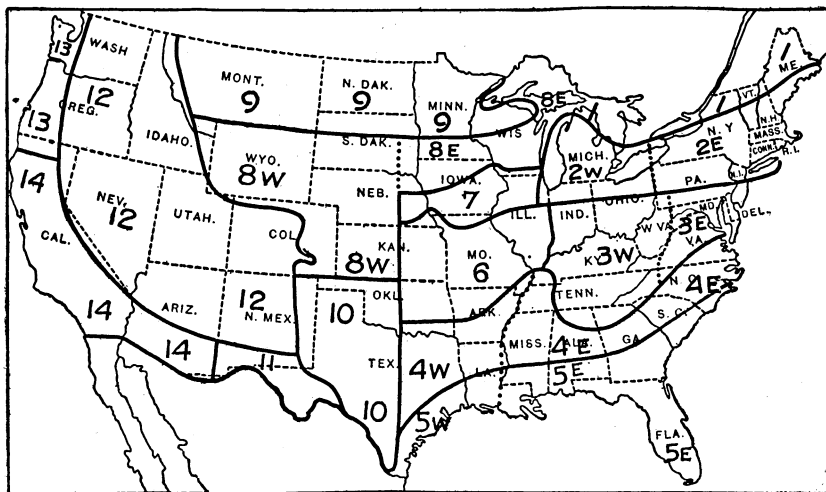 13 WASH 1 ME.
MONT. N. DAK. VT.
9 9 MINN. 8E 1
12 9 N.H.
13 OREG. WIS N.Y MASS.
IDAHO. S. DAK. 8E 2E CONN. R.I.
14 WYO. MICH.
8W IOWA. 2W PA.
NEV. NEB. 7 OHIO. N.J.
12 UTAH. ILL. IND. MD. DEL.
CAL. COL. KAN. MO. W VA. 3E
8W 6 KY. 3W VA.
12 OKL. N.C.
14 ARIZ. N. MEX. 10 ARK. TENN. 4E
S.C.
14 11 TEX. 4W MISS. ALA. GA.
LA. 4E
10 5W 5E
FLA.
5E